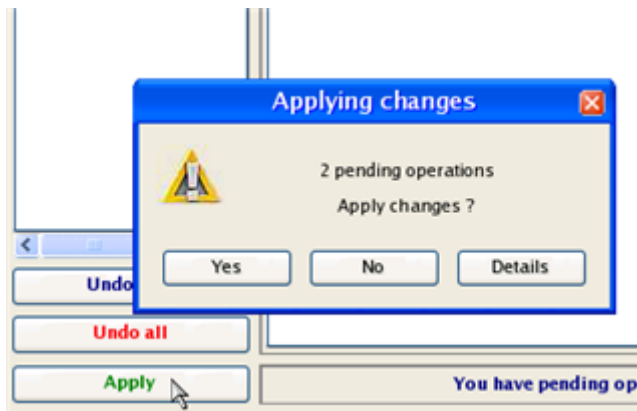 Applying changes
2 pending operations
Apply changes ?
Yes
No
Details
Undo
Undo all
Apply
You have pending op